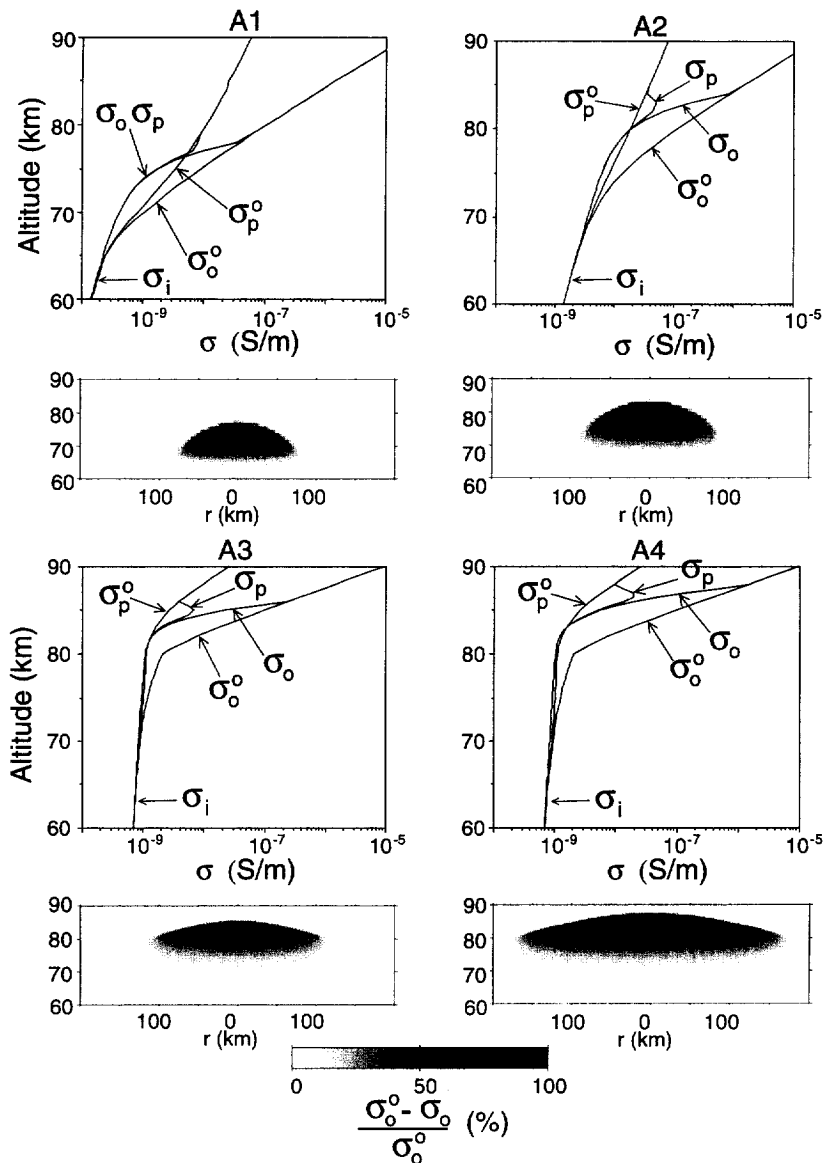 A1
A2
90
80
70
60
Altitude (km)
σₒ σₚ
σₚᵒ
σₒᵒ
σᵢ
10⁻⁹ 10⁻⁷ 10⁻⁵
σ (S/m)
90
80
70
60
σₚᵒ
σₚ
σₒ
σₒᵒ
σᵢ
10⁻⁹ 10⁻⁷ 10⁻⁵
σ (S/m)
90
80
70
60
100 0 100
r (km)
90
80
70
60
100 0 100
r (km)
A3
A4
90
80
70
60
Altitude (km)
σₚᵒ
σₚ
σₒ
σₒᵒ
σᵢ
10⁻⁹ 10⁻⁷ 10⁻⁵
σ (S/m)
90
80
70
60
σₚᵒ
σₚ
σₒ
σₒᵒ
σᵢ
10⁻⁹ 10⁻⁷ 10⁻⁵
σ (S/m)
90
80
70
60
100 0 100
r (km)
90
80
70
60
100 0 100
r (km)
0 50 100
σₒᵒ - σₒ
σₒᵒ
(%)